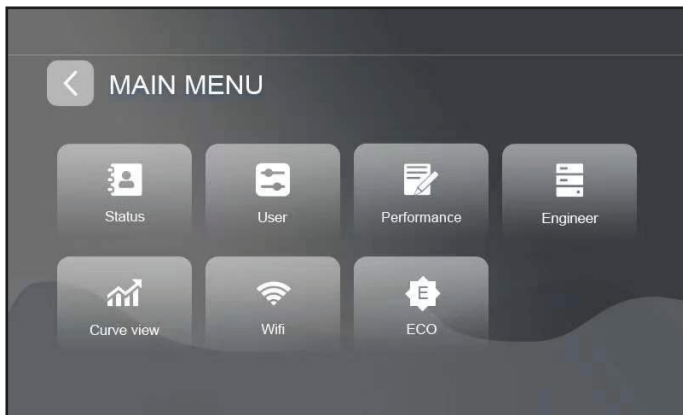 MAIN MENU
Status User Performance Engineer
E
Curve view Wifi ECO